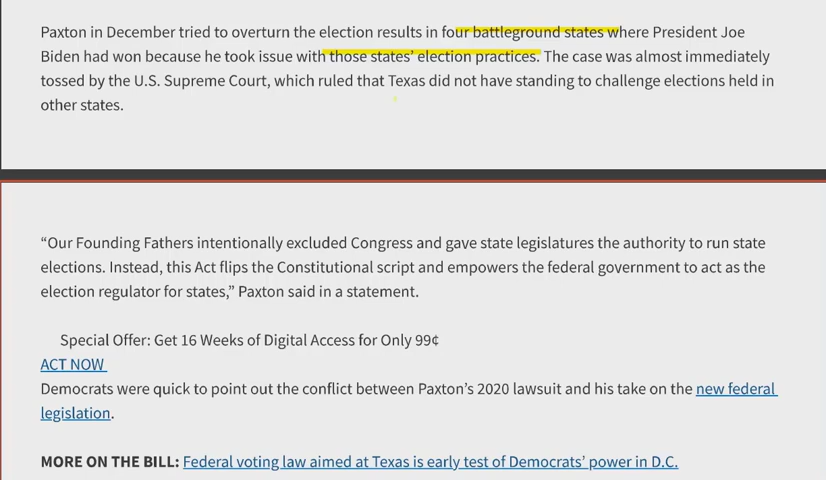 Paxton in December tried to overturn the election results in four battleground states where President Joe
Biden had won because he took issue with those states’ election practices. The case was almost immediately
tossed by the U.S. Supreme Court, which ruled that Texas did not have standing to challenge elections held in
other states.
“Our Founding Fathers intentionally excluded Congress and gave state legislatures the authority to run state
elections. Instead, this Act flips the Constitutional script and empowers the federal government to act as the
election regulator for states,” Paxton said in a statement.
Special Offer: Get 16 Weeks of Digital Access for Only 99¢
ACT NOW
Democrats were quick to point out the conflict between Paxton’s 2020 lawsuit and his take on the new federal
legislation.
MORE ON THE BILL: Federal voting law aimed at Texas is early test of Democrats’ power in D.C.